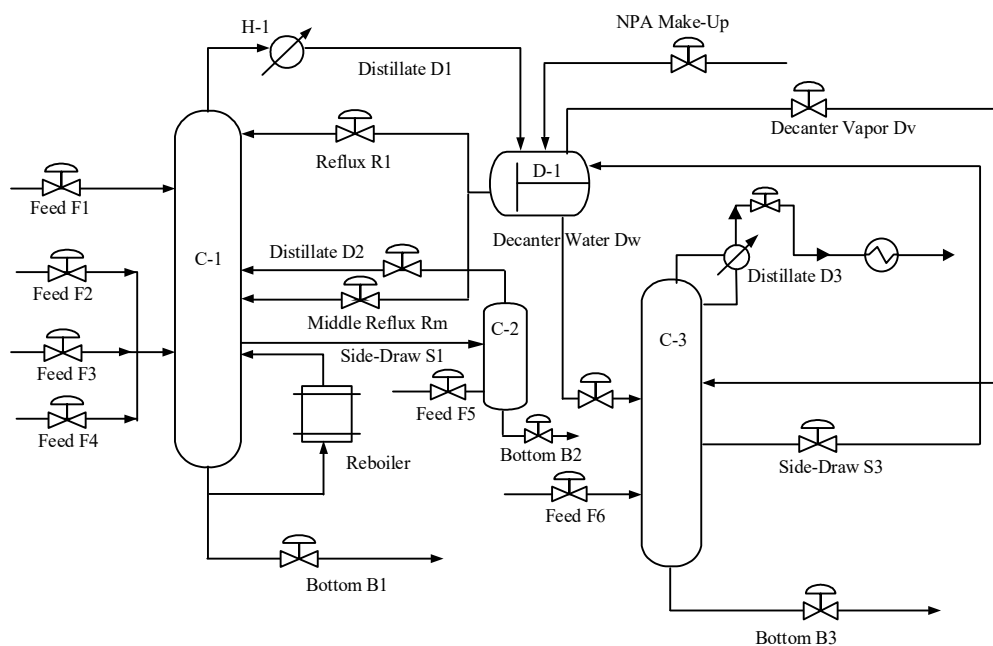 H-1
NPA Make-Up
Distillate D1
Decanter Vapor Dv
Reflux R1
D-1
Feed F1
Decanter Water Dw
Distillate D2
C-1
Feed F2
Distillate D3
Middle Reflux Rm
C-2
C-3
Side-Draw S1
Feed F3
Feed F5
Feed F4
Bottom B2
Reboiler
Side-Draw S3
Feed F6
Bottom B1
Bottom B3